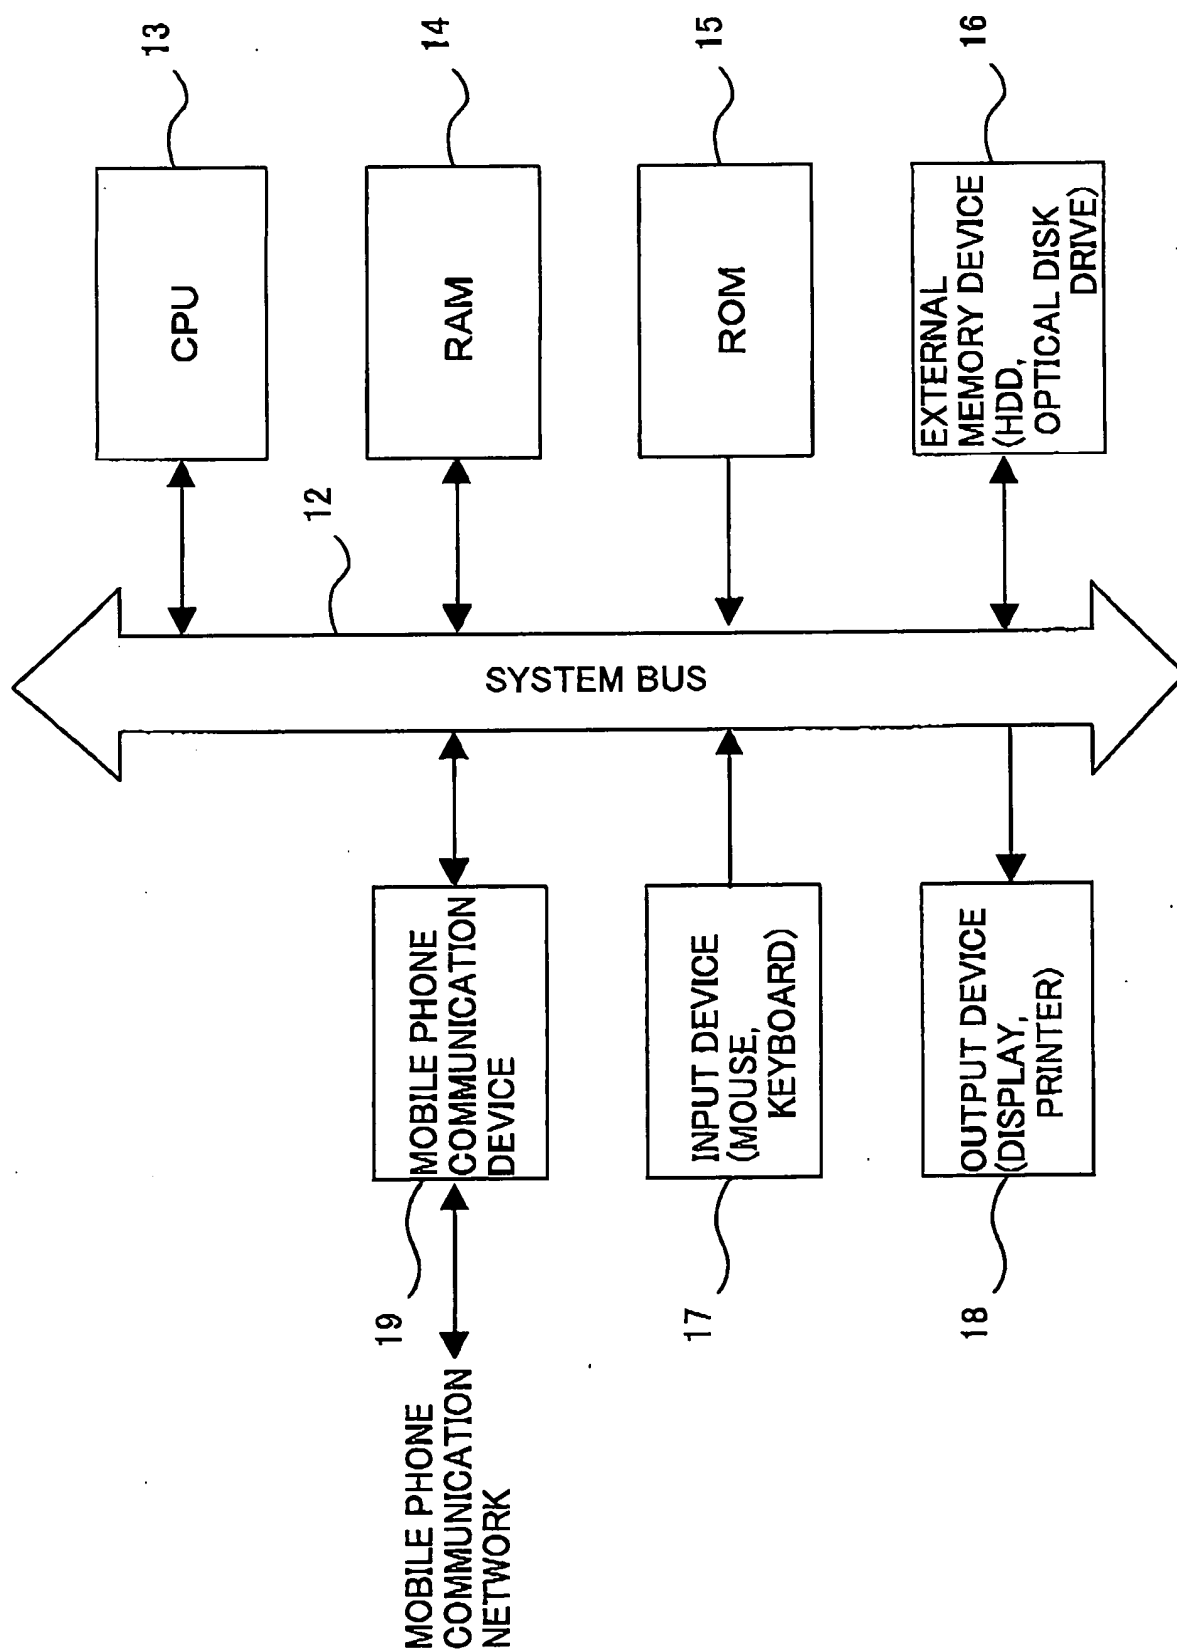 13
CPU
14
RAM
15
ROM
16
EXTERNAL
MEMORY DEVICE
(HDD,
OPTICAL DISK
DRIVE)
12
SYSTEM BUS
19
MOBILE PHONE
COMMUNICATION
DEVICE
17
INPUT DEVICE
(MOUSE,
KEYBOARD)
18
OUTPUT DEVICE
(DISPLAY,
PRINTER)
MOBILE PHONE
COMMUNICATION
NETWORK